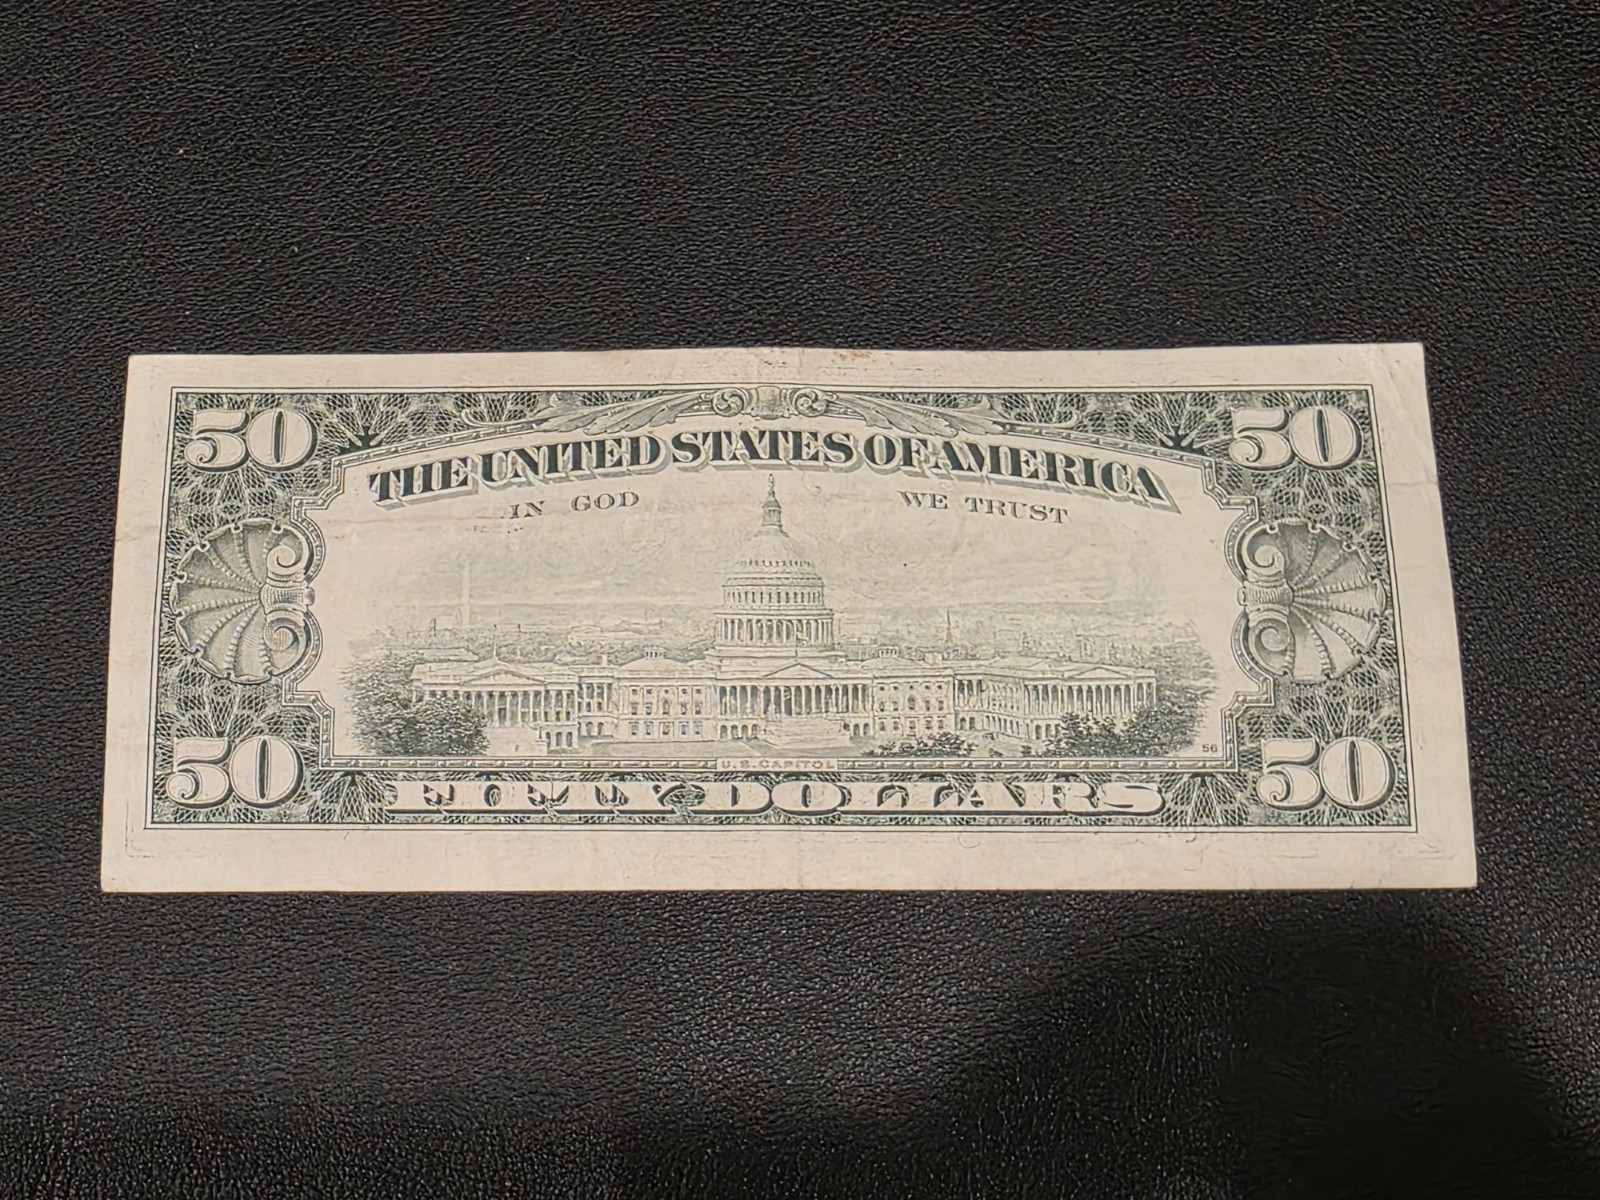 50 50
THE UNITED STATES OF AMERICA
IN GOD WE TRUST
56
U.S. CAPITOL
50 50
FIFTY DOLLARS